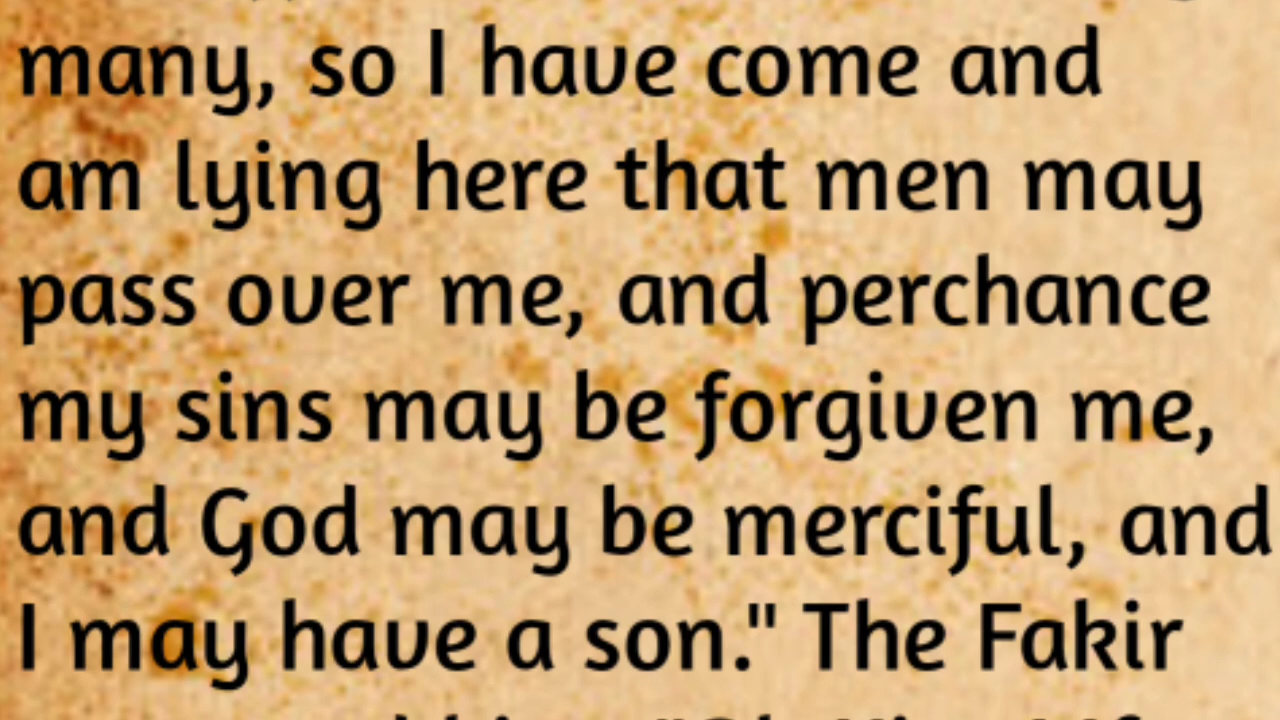 many, so I have come and
am lying here that men may
pass over me, and perchance
my sins may be forgiven me,
and God may be merciful, and
I may have a son." The Fakir